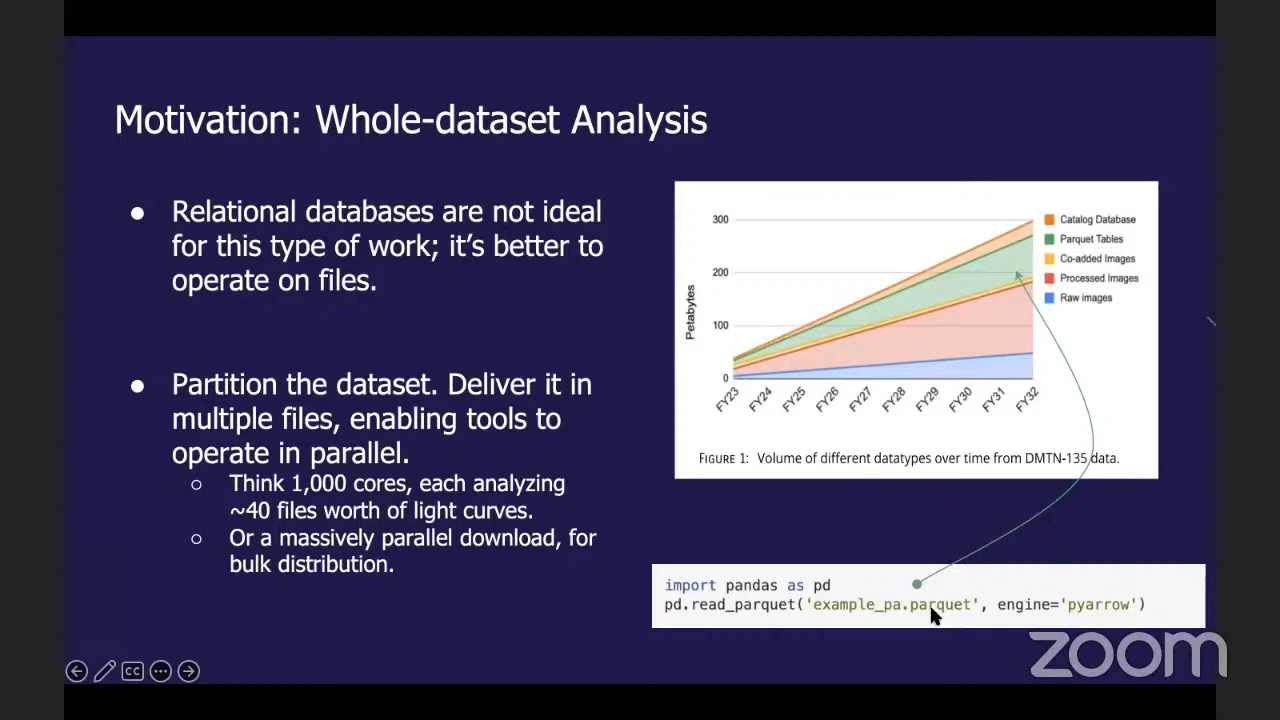 Motivation: Whole-dataset Analysis
● Relational databases are not ideal
for this type of work; it’s better to
operate on files.
● Partition the dataset. Deliver it in
multiple files, enabling tools to
operate in parallel.
○ Think 1,000 cores, each analyzing
~40 files worth of light curves.
○ Or a massively parallel download, for
bulk distribution.
Petabytes
300
200
100
0
FY23
FY24
FY25
FY26
FY27
FY28
FY29
FY30
FY31
FY32
Catalog Database
Parquet Tables
Co-added Images
Processed Images
Raw images
FIGURE 1: Volume of different datatypes over time from DMTN-135 data.
import pandas as pd
pd.read_parquet('example_pa.parquet', engine='pyarrow')
CC
zoom